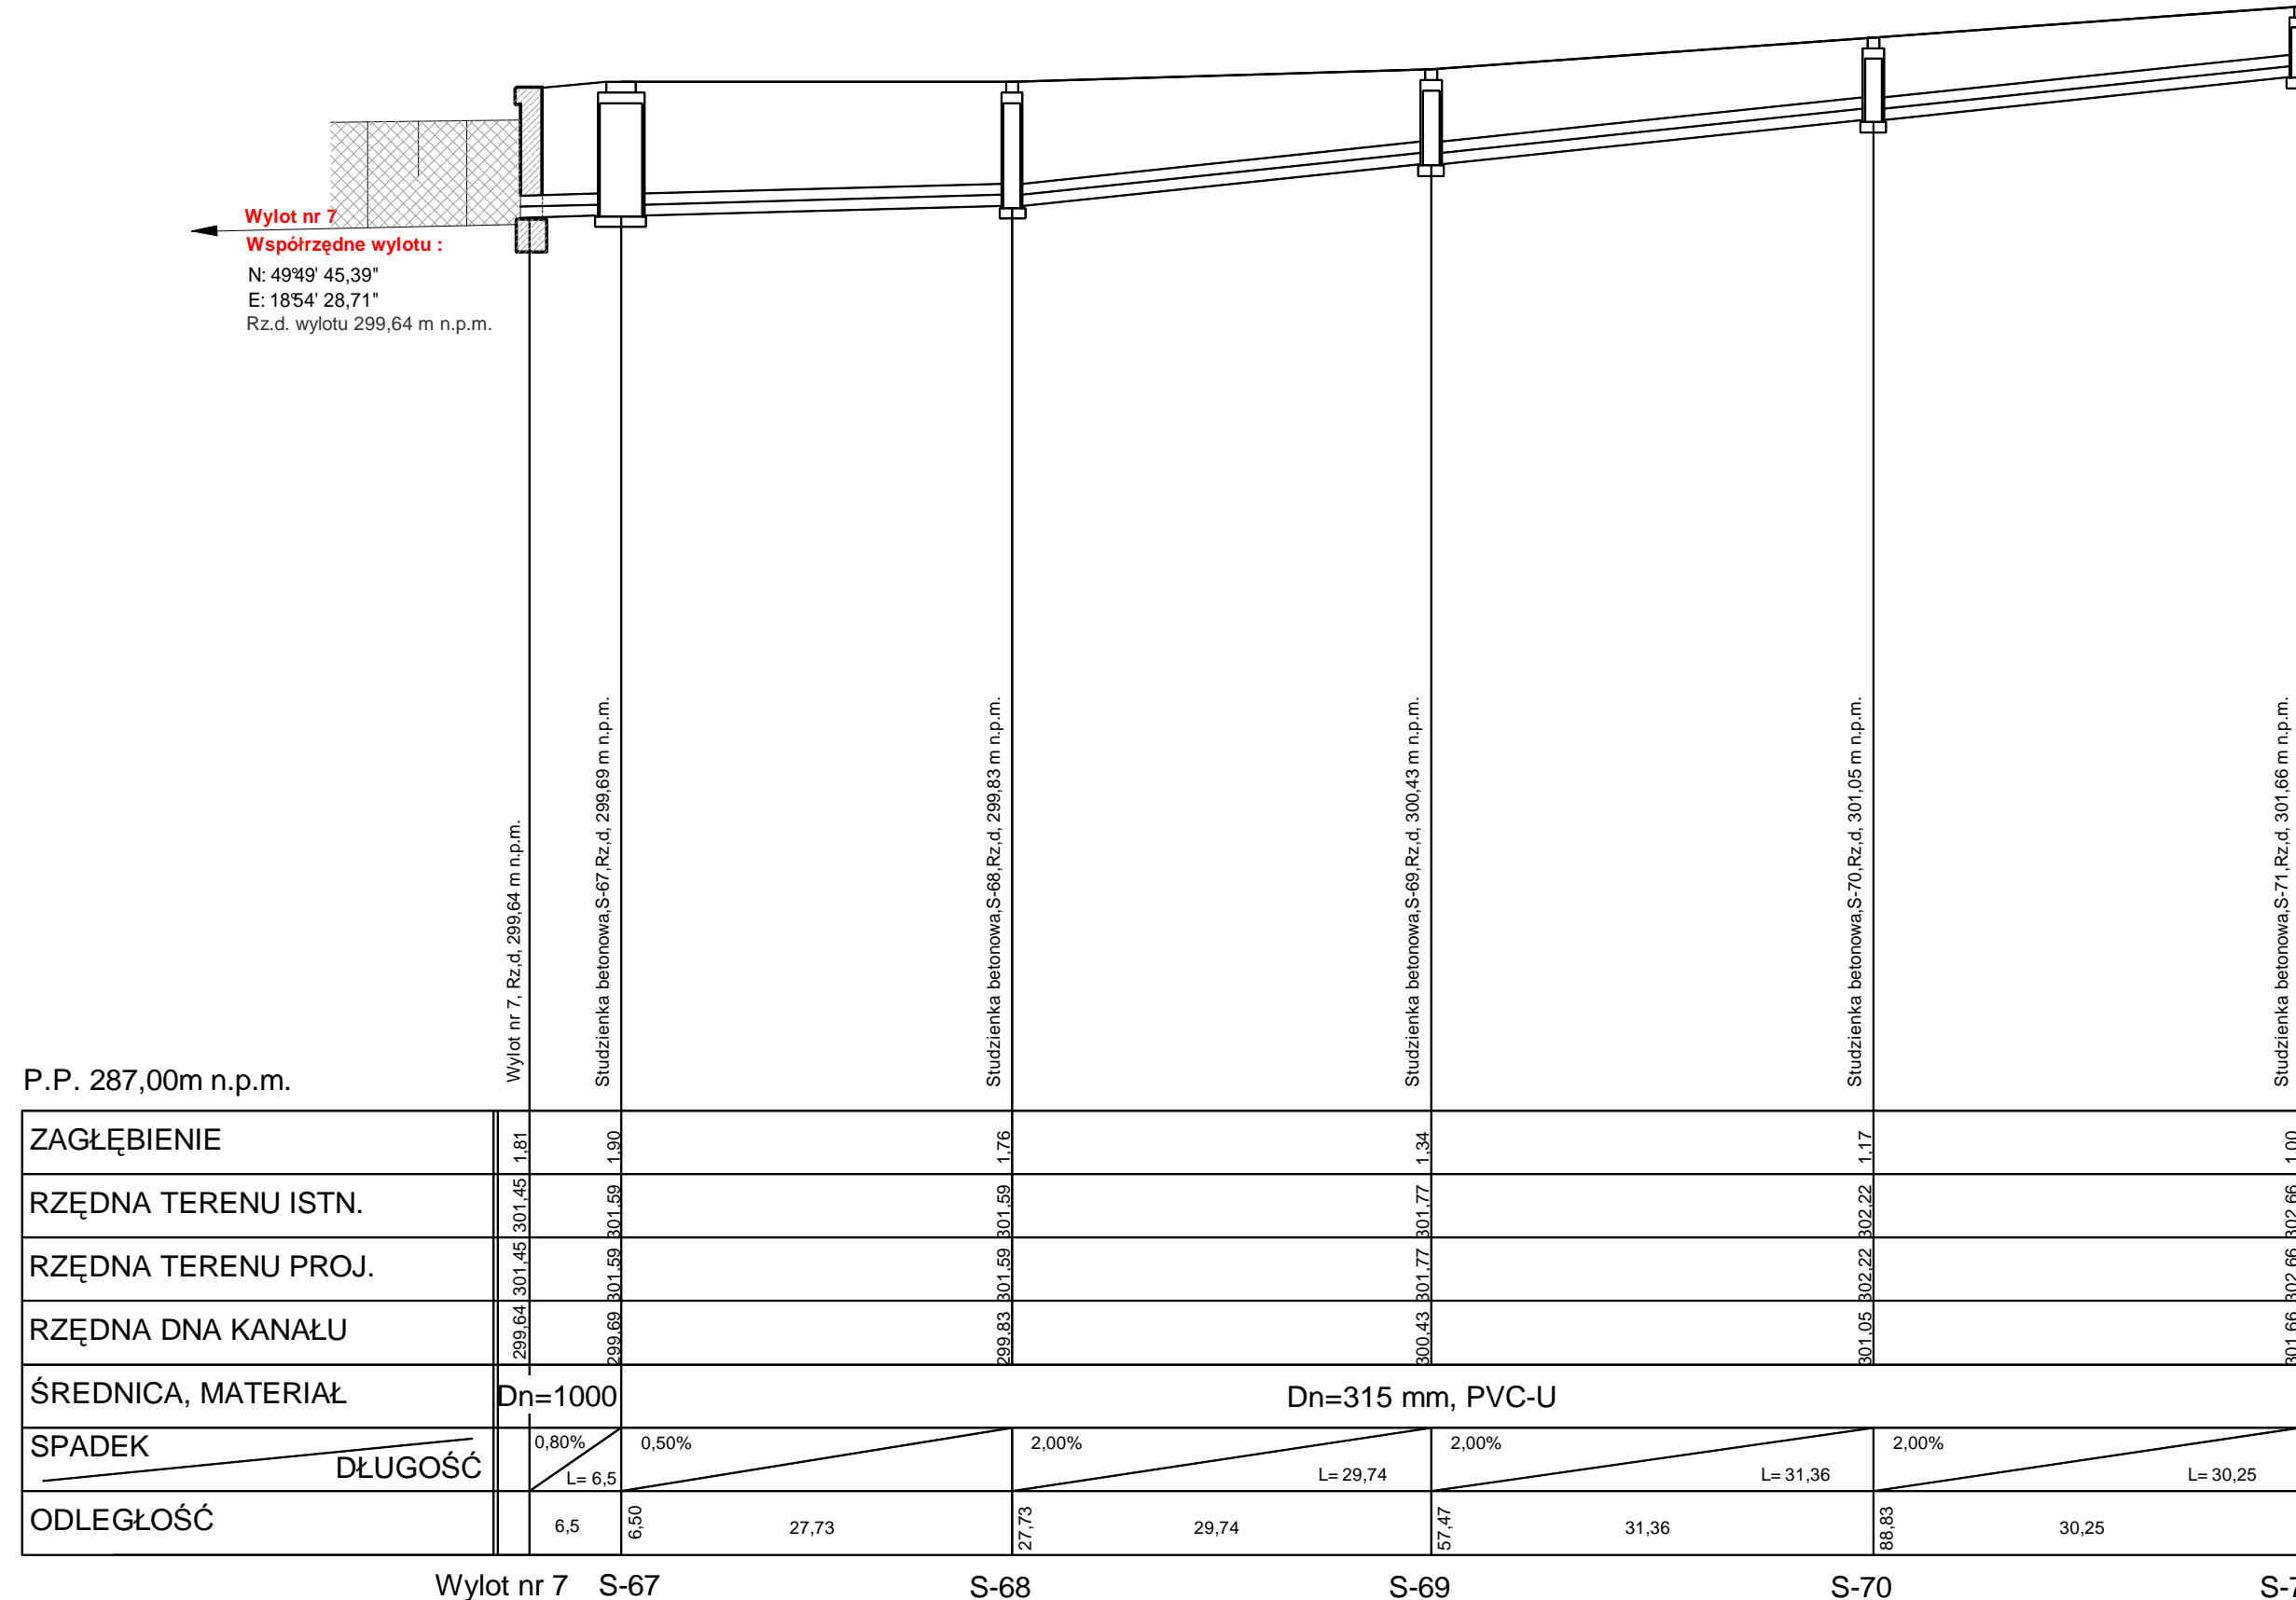 Wylot nr 7
Współrzędne wylotu :
N: 49°49' 45,39"
E: 18°54' 28,71"
Rz.d. wylotu 299,64 m n.p.m.
Wylot nr 7, Rz,d, 299,64 m n.p.m.
Studzienka betonowa,S-67,Rz,d, 299,69 m n.p.m.
Studzienka betonowa,S-68,Rz,d, 299,83 m n.p.m.
Studzienka betonowa,S-69,Rz,d, 300,43 m n.p.m.
Studzienka betonowa,S-70,Rz,d, 301,05 m n.p.m.
Studzienka betonowa,S-71,Rz,d, 301,66 m n.p.m.
P.P. 287,00m n.p.m.
ZAGŁĘBIENIE 1,81 1,90 1,76 1,34 1,17 1,00
RZĘDNA TERENU ISTN. 301,45 301,59 301,59 301,77 302,22 302,66
RZĘDNA TERENU PROJ. 301,45 301,59 301,59 301,77 302,22 302,66
RZĘDNA DNA KANAŁU 299,64 299,69 299,83 300,43 301,05 301,66
ŚREDNICA, MATERIAŁ Dn=1000 Dn=315 mm, PVC-U
SPADEK 0,80% 0,50% 2,00% 2,00% 2,00%
DŁUGOŚĆ L= 6,5 L= 29,74 L= 31,36 L= 30,25
ODLEGŁOŚĆ 6,5 6,50 27,73 27,73 29,74 57,47 31,36 88,83 30,25
Wylot nr 7 S-67 S-68 S-69 S-70